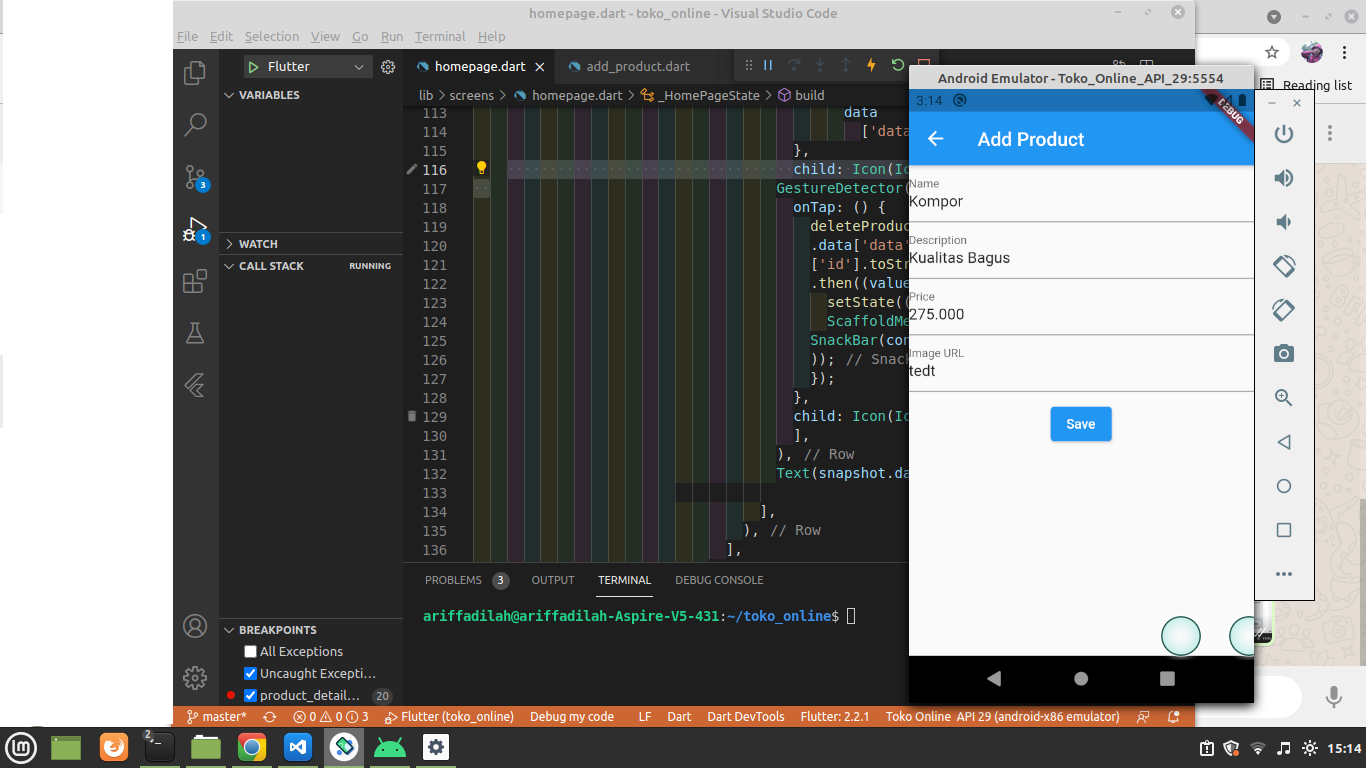 homepage.dart - toko_online - Visual Studio Code
File Edit Selection View Go Run Terminal Help
Flutter
homepage.dart
add_product.dart
lib > screens > homepage.dart > _HomePageState > build
VARIABLES
WATCH
CALL STACK
RUNNING
BREAKPOINTS
All Exceptions
Uncaught Excepti...
product_detail... 20
3
1
113 data
114 ['data
115 },
116 child: Icon(Ic
117 GestureDetector(
118 onTap: () {
119 deleteProduc
120 .data['data'
121 ['id'].toStr
122 .then((value
123 setState((
124 ScaffoldMe
125 SnackBar(con
126 )); // Snack
127 });
128 },
129 child: Icon(Ic
130 ],
131 ), // Row
132 Text(snapshot.da
133
134 ],
135 ), // Row
136 ],
PROBLEMS 3 OUTPUT TERMINAL DEBUG CONSOLE
ariffadilah@ariffadilah-Aspire-V5-431:~/toko_online$
master* 0 0 3 Flutter (toko_online) Debug my code LF Dart Dart DevTools Flutter: 2.2.1 Toko Online API 29 (android-x86 emulator)
Android Emulator - Toko_Online_API_29:5554
3:14
DEBUG
Add Product
Name
Kompor
Description
Kualitas Bagus
Price
275.000
Image URL
tedt
Save
Reading list
2
15:14